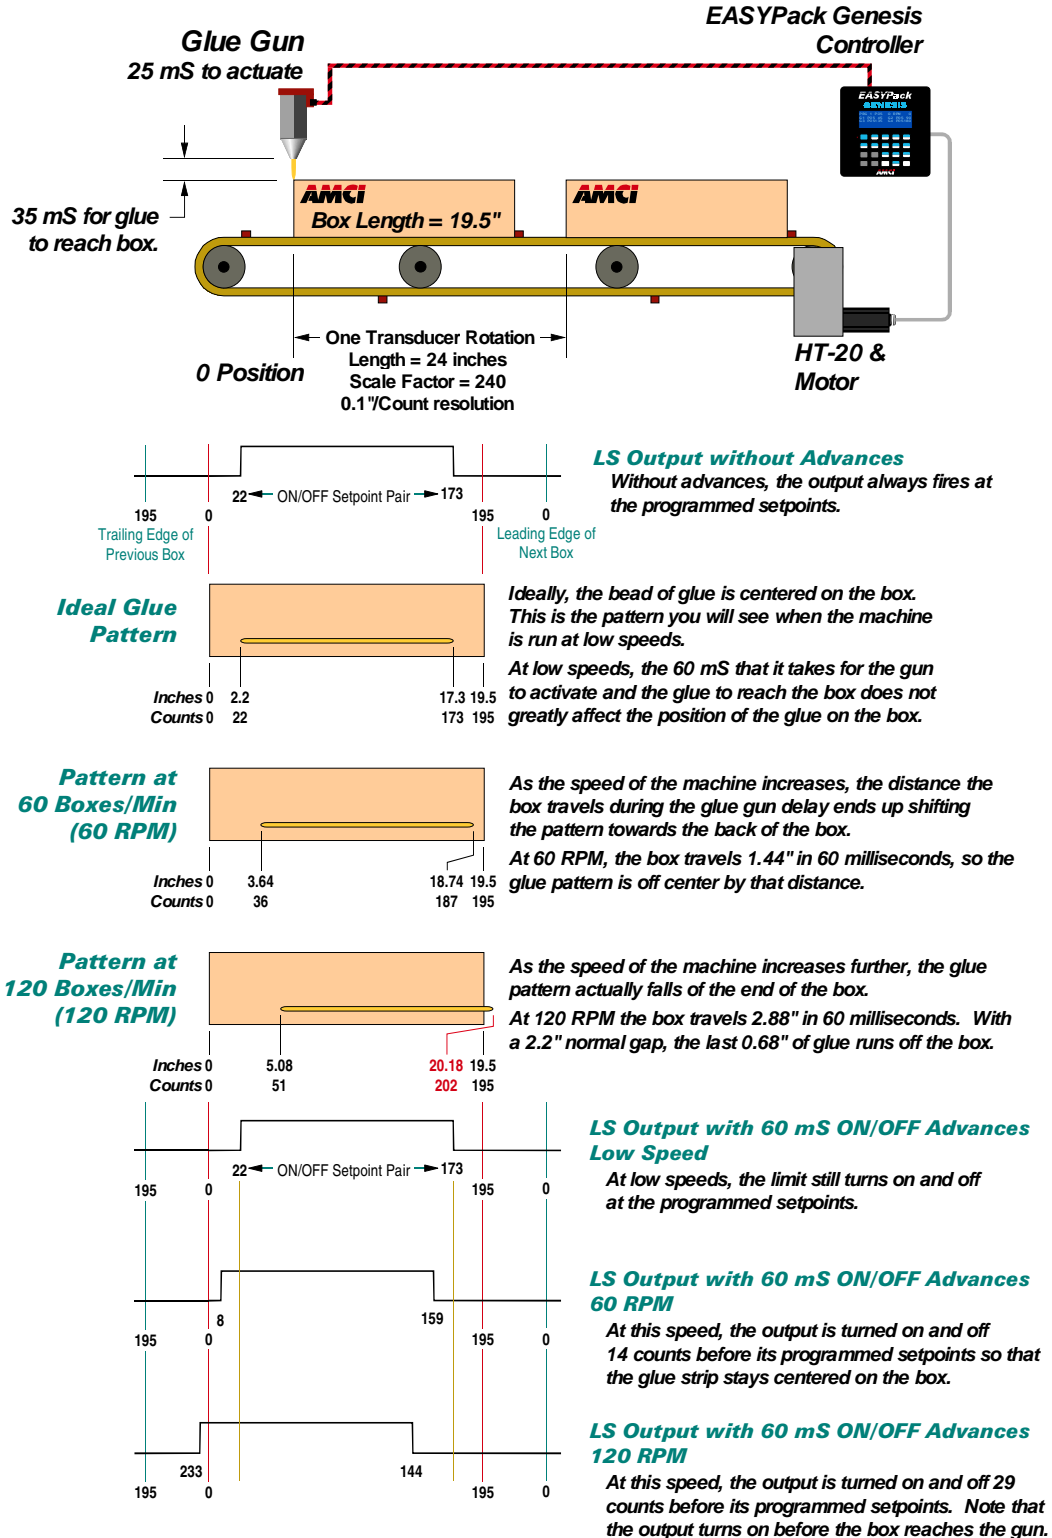 EASYPack Genesis
Controller
Glue Gun
25 mS to actuate
EASYPack
GENESIS
AMCI
35 mS for glue
to reach box.
AMCI
Box Length = 19.5"
AMCI
One Transducer Rotation
Length = 24 inches
Scale Factor = 240
0.1"/Count resolution
0 Position
HT-20 &
Motor
LS Output without Advances
Without advances, the output always fires at
the programmed setpoints.
22 ON/OFF Setpoint Pair 173
195 0 195 0
Trailing Edge of
Previous Box
Leading Edge of
Next Box
Ideal Glue
Pattern
Ideally, the bead of glue is centered on the box.
This is the pattern you will see when the machine
is run at low speeds.
At low speeds, the 60 mS that it takes for the gun
to activate and the glue to reach the box does not
greatly affect the position of the glue on the box.
Inches 0 2.2 17.3 19.5
Counts 0 22 173 195
Pattern at
60 Boxes/Min
(60 RPM)
As the speed of the machine increases, the distance the
box travels during the glue gun delay ends up shifting
the pattern towards the back of the box.
At 60 RPM, the box travels 1.44" in 60 milliseconds, so the
glue pattern is off center by that distance.
Inches 0 3.64 18.74 19.5
Counts 0 36 187 195
Pattern at
120 Boxes/Min
(120 RPM)
As the speed of the machine increases further, the glue
pattern actually falls of the end of the box.
At 120 RPM the box travels 2.88" in 60 milliseconds. With
a 2.2" normal gap, the last 0.68" of glue runs off the box.
Inches 0 5.08 20.18 19.5
Counts 0 51 202 195
LS Output with 60 mS ON/OFF Advances
Low Speed
At low speeds, the limit still turns on and off
at the programmed setpoints.
22 ON/OFF Setpoint Pair 173
195 0 195 0
LS Output with 60 mS ON/OFF Advances
60 RPM
At this speed, the output is turned on and off
14 counts before its programmed setpoints so that
the glue strip stays centered on the box.
8 159
195 0 195 0
LS Output with 60 mS ON/OFF Advances
120 RPM
At this speed, the output is turned on and off 29
counts before its programmed setpoints. Note that
the output turns on before the box reaches the gun.
233 144
195 0 195 0